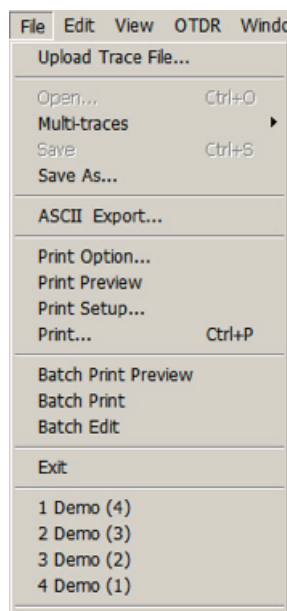 File Edit View OTDR Windo
Upload Trace File...
Open... Ctrl+O
Multi-traces
Save Ctrl+S
Save As...
ASCII Export...
Print Option...
Print Preview
Print Setup...
Print... Ctrl+P
Batch Print Preview
Batch Print
Batch Edit
Exit
1 Demo (4)
2 Demo (3)
3 Demo (2)
4 Demo (1)